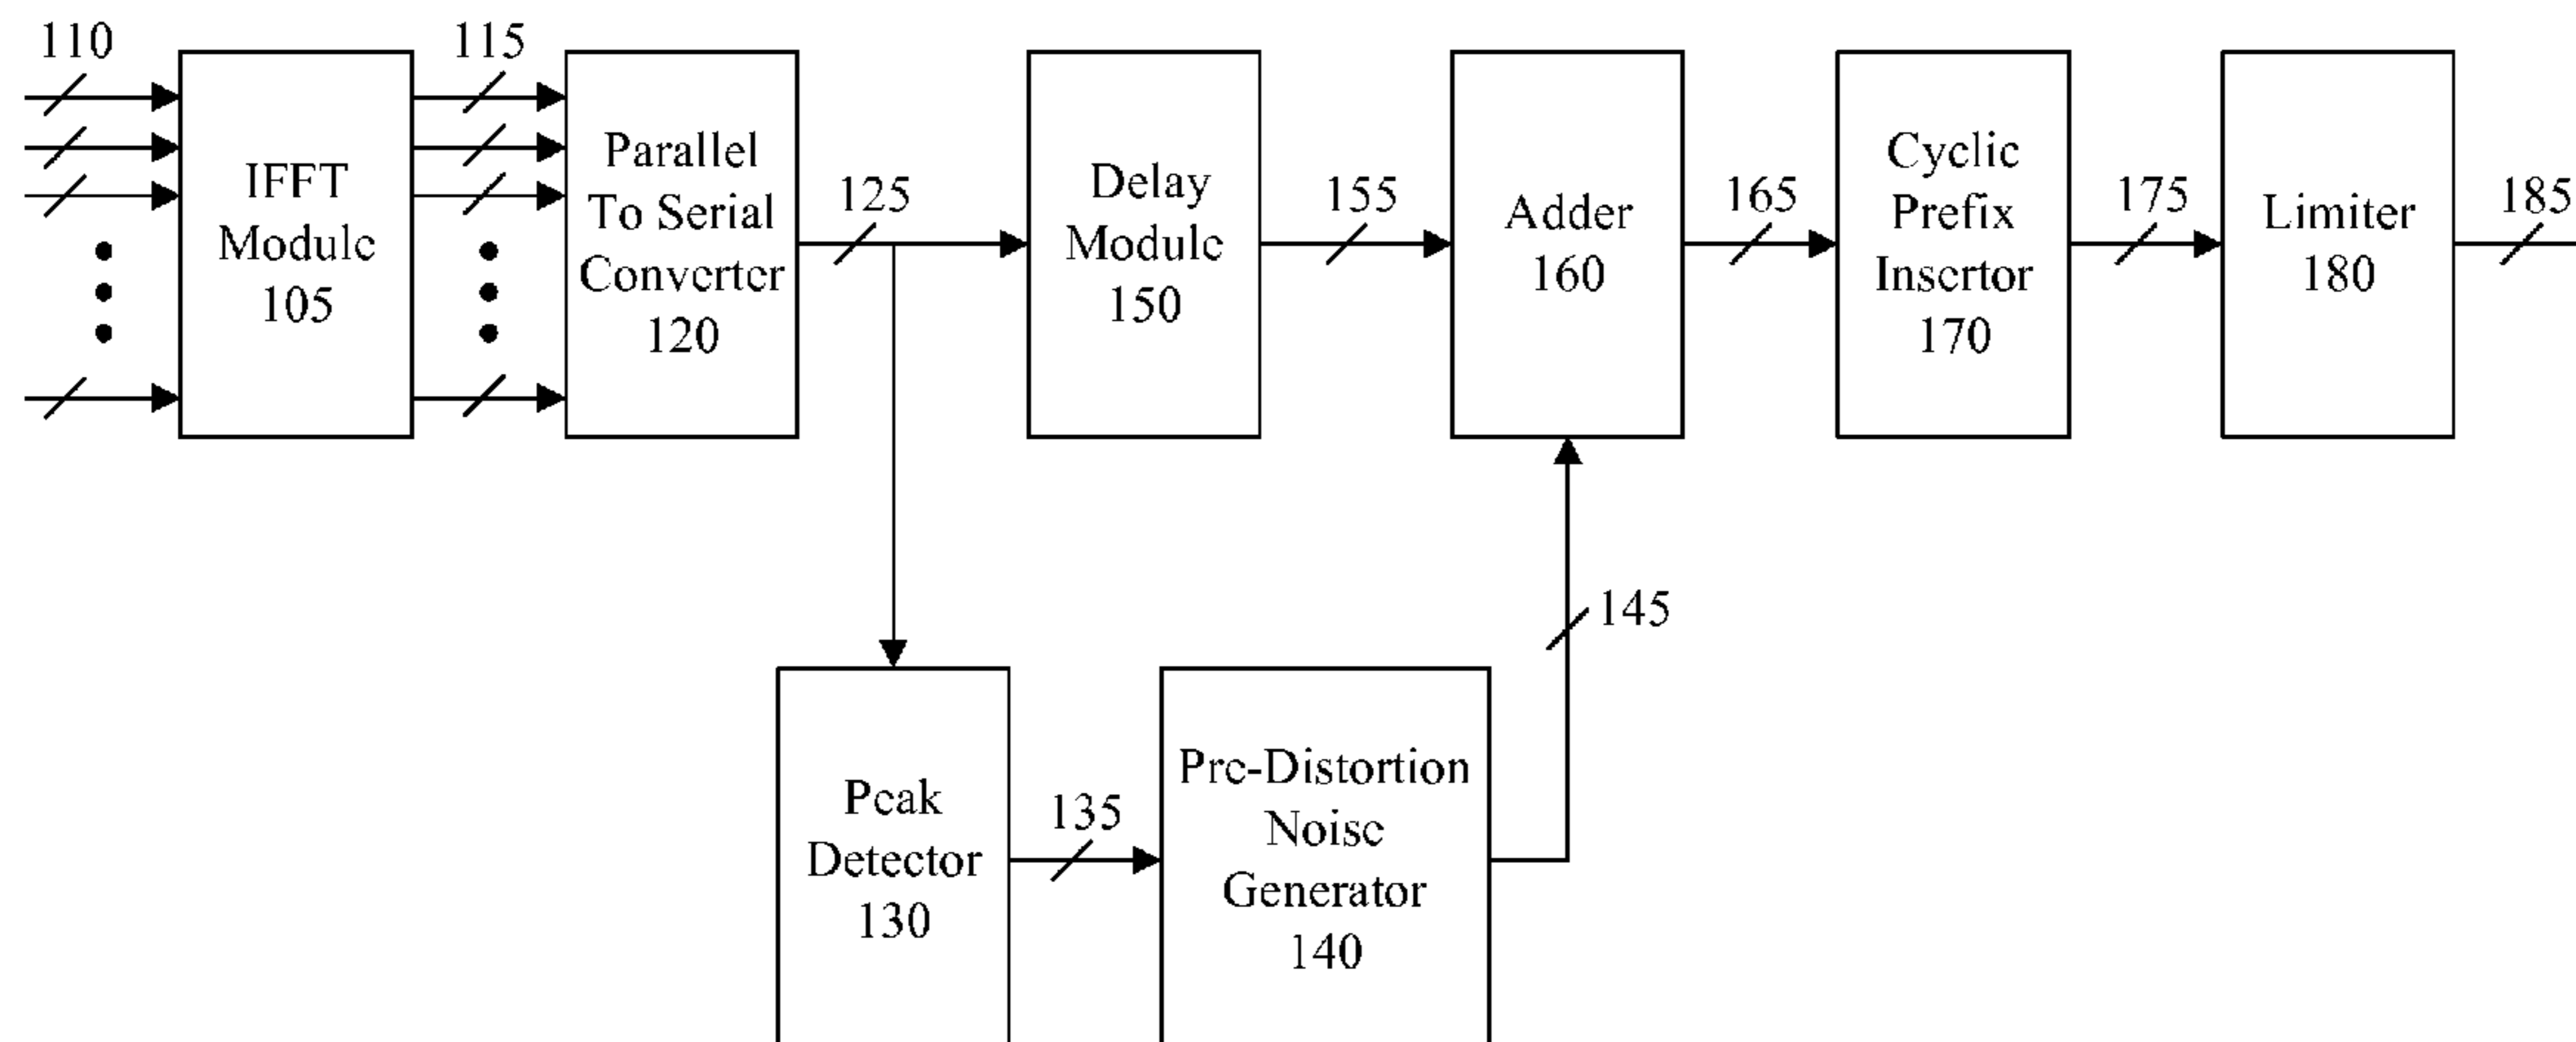 110
115
IFFT
Module
105
Parallel
To Serial
Converter
120
125
Delay
Module
150
155
Adder
160
165
Cyclic
Prefix
Insertor
170
175
Limiter
180
185
145
Peak
Detector
130
135
Pre-Distortion
Noise
Generator
140